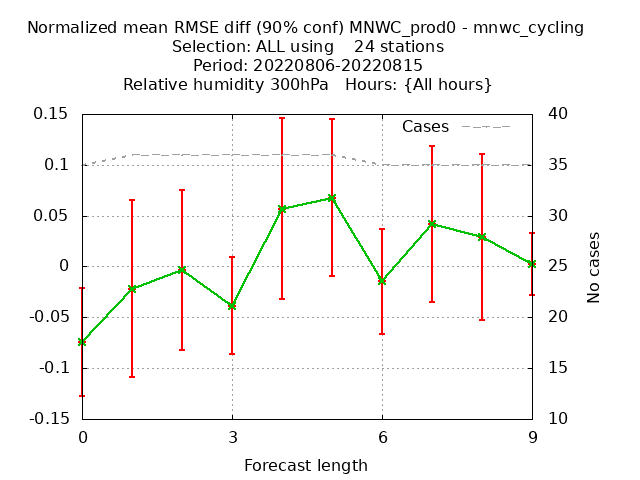 Normalized mean RMSE diff (90% conf) MNWC_prod0 - mnwc_cycling
Selection: ALL using    24 stations
Period: 20220806-20220815
Relative humidity 300hPa   Hours: {All hours}
0.15
0.1
0.05
0
-0.05
-0.1
-0.15
40
35
30
25
20
15
10
Cases
No cases
0 3 6 9
Forecast length